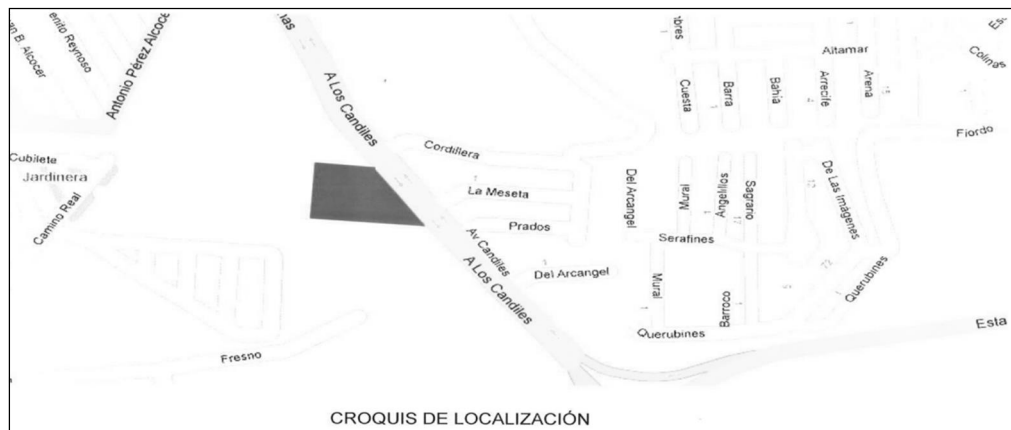 Benito Reynoso
B. Alcocer
Antonio Pérez Alcocer
A Los Candiles
Altamar
Colinas
Cuesta
Barra
Bahía
Arrecife
Arena
Fiordo
Cubilete
Jardinera
Camino Real
Cordillera
La Meseta
Prados
Del Arcangel
Mural
Angelillos
Sagrario
De Las Imágenes
Serafines
Av Candiles
A Los Candiles
Del Arcangel
Mural
Barroco
Querubines
Querubines
Esta
Fresno
CROQUIS DE LOCALIZACIÓN